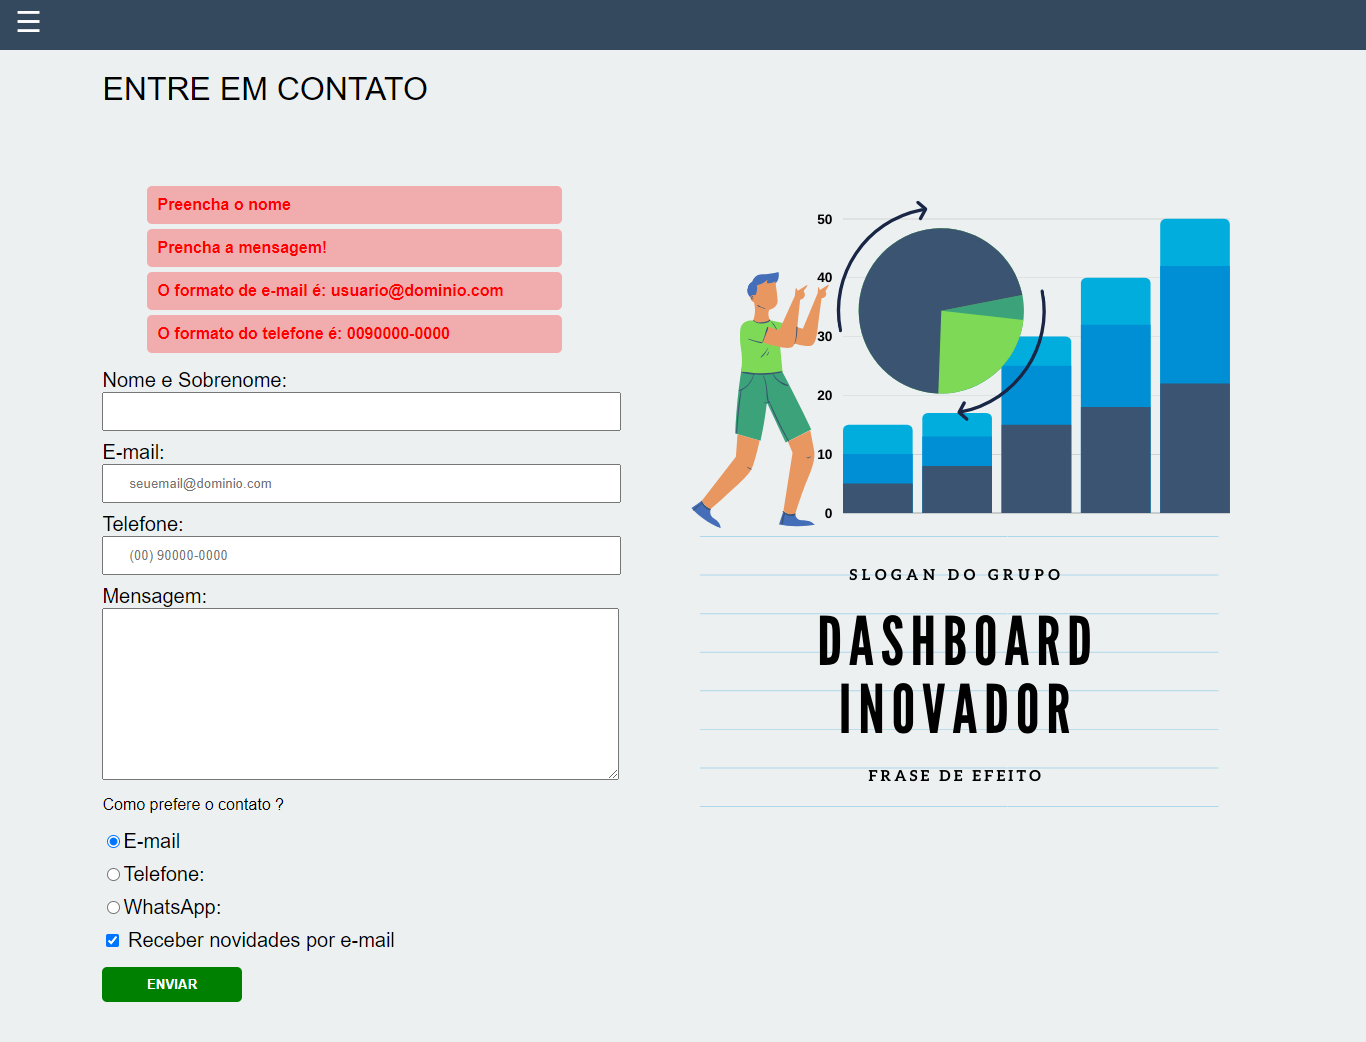 ENTRE EM CONTATO
Preencha o nome
Prencha a mensagem!
O formato de e-mail é: usuario@dominio.com
O formato do telefone é: 0090000-0000
Nome e Sobrenome:
E-mail:
seuemail@dominio.com
Telefone:
(00) 90000-0000
Mensagem:
Como prefere o contato ?
E-mail
Telefone:
WhatsApp:
Receber novidades por e-mail
ENVIAR
50
40
30
20
10
0
SLOGAN DO GRUPO
DASHBOARD
INOVADOR
FRASE DE EFEITO